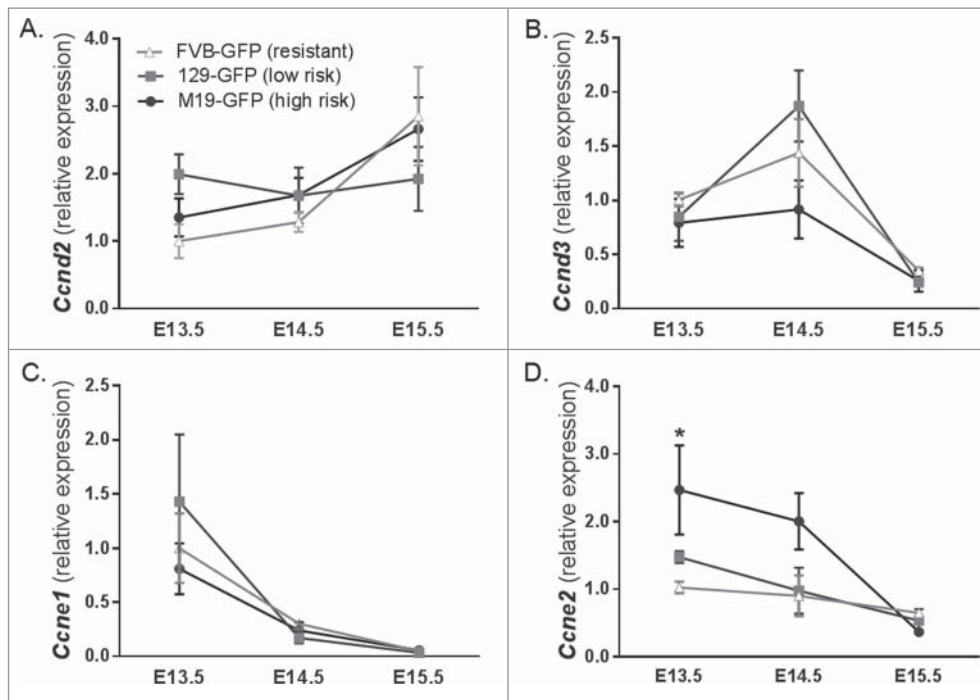 A.
Ccnd2 (relative expression)
4.0
3.0
2.0
1.0
0.0
FVB-GFP (resistant)
129-GFP (low risk)
M19-GFP (high risk)
E13.5 E14.5 E15.5
B.
Ccnd3 (relative expression)
2.5
2.0
1.5
1.0
0.5
0.0
E13.5 E14.5 E15.5
C.
Ccne1 (relative expression)
2.5
2.0
1.5
1.0
0.5
0.0
E13.5 E14.5 E15.5
D.
Ccne2 (relative expression)
4.0
3.0
2.0
1.0
0.0
*
E13.5 E14.5 E15.5